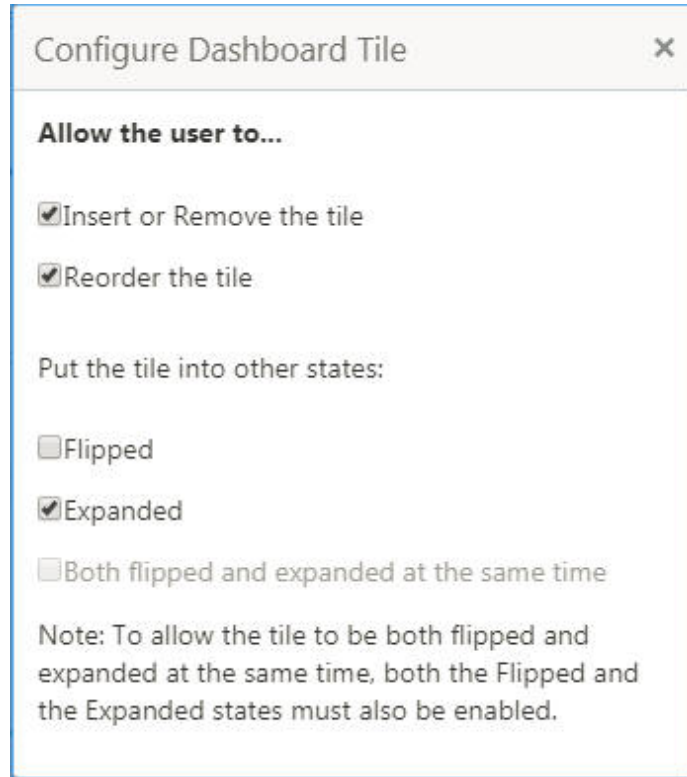 Configure Dashboard Tile
Allow the user to...
Insert or Remove the tile
Reorder the tile
Put the tile into other states:
Flipped
Expanded
Both flipped and expanded at the same time
Note: To allow the tile to be both flipped and
expanded at the same time, both the Flipped and
the Expanded states must also be enabled.